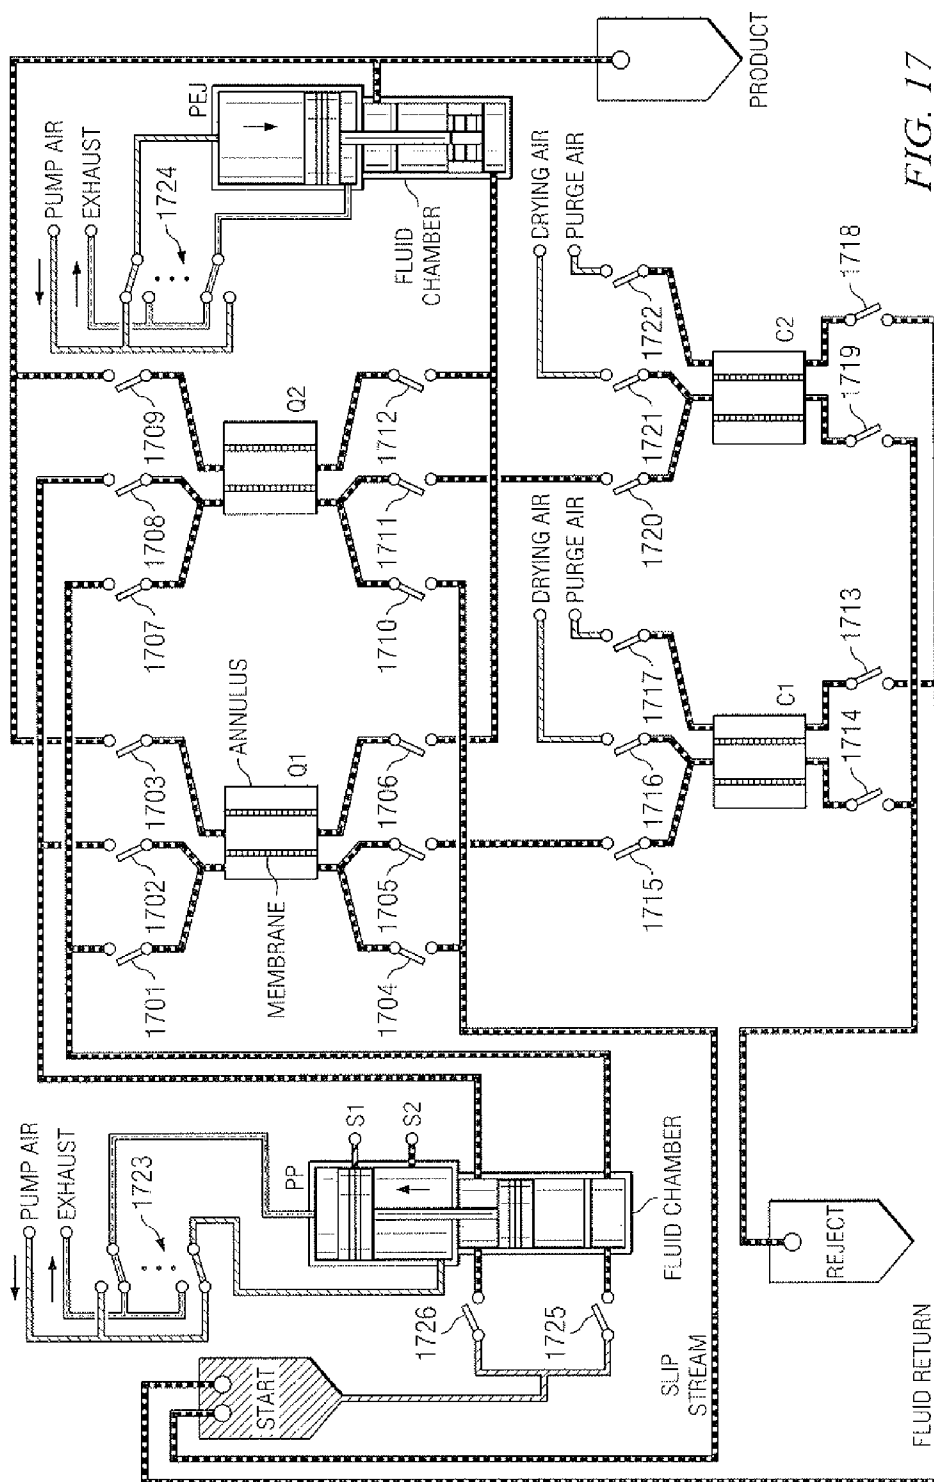 PUMP AIR
EXHAUST
1723
START
PP
S1
S2
1726
1725
FLUID CHAMBER
SLIP
STREAM
REJECT
FLUID RETURN
1701
1702
1703
ANNULUS
Q1
MEMBRANE
1704
1705
1706
1707
1708
1709
Q2
1710
1711
1712
PUMP AIR
EXHAUST
1724
PEJ
FLUID
CHAMBER
PRODUCT
DRYING AIR
PURGE AIR
1715
1716
1717
C1
1714
1713
DRYING AIR
PURGE AIR
1720
1721
1722
C2
1719
1718
FIG. 17